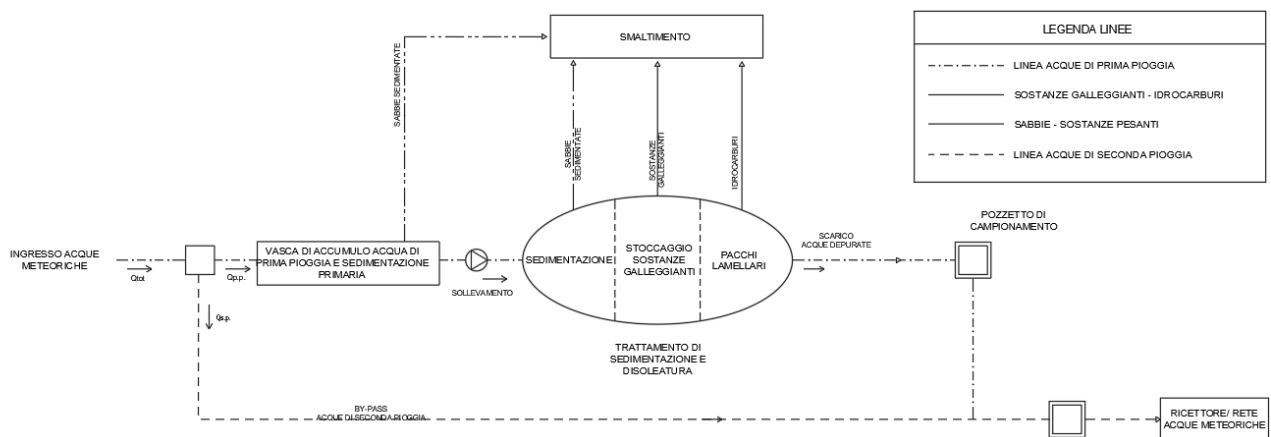 SMALTIMENTO
LEGENDA LINEE
LINEA ACQUE DI PRIMA PIOGGIA
SOSTANZE GALLEGGIANTI - IDROCARBURI
SABBIE - SOSTANZE PESANTI
LINEA ACQUE DI SECONDA PIOGGIA
SABBIE SEDIMENTATE
SABBIE
SEDIMENTATE
SOSTANZE
GALLEGGIANTI
IDROCARBURI
INGRESSO ACQUE
METEORICHE
Qtot
Qp.p.
Qs.p.
VASCA DI ACCUMULO ACQUA DI
PRIMA PIOGGIA E SEDIMENTAZIONE
PRIMARIA
SOLLEVAMENTO
SEDIMENTAZIONE
STOCCAGGIO
SOSTANZE
GALLEGGIANTI
PACCHI
LAMELLARI
SCARICO
ACQUE DEPURATE
POZZETTO DI
CAMPIONAMENTO
TRATTAMENTO DI
SEDIMENTAZIONE E
DISOLEATURA
BY-PASS
ACQUE DI SECONDA PIOGGIA
RICETTORE/ RETE
ACQUE METEORICHE